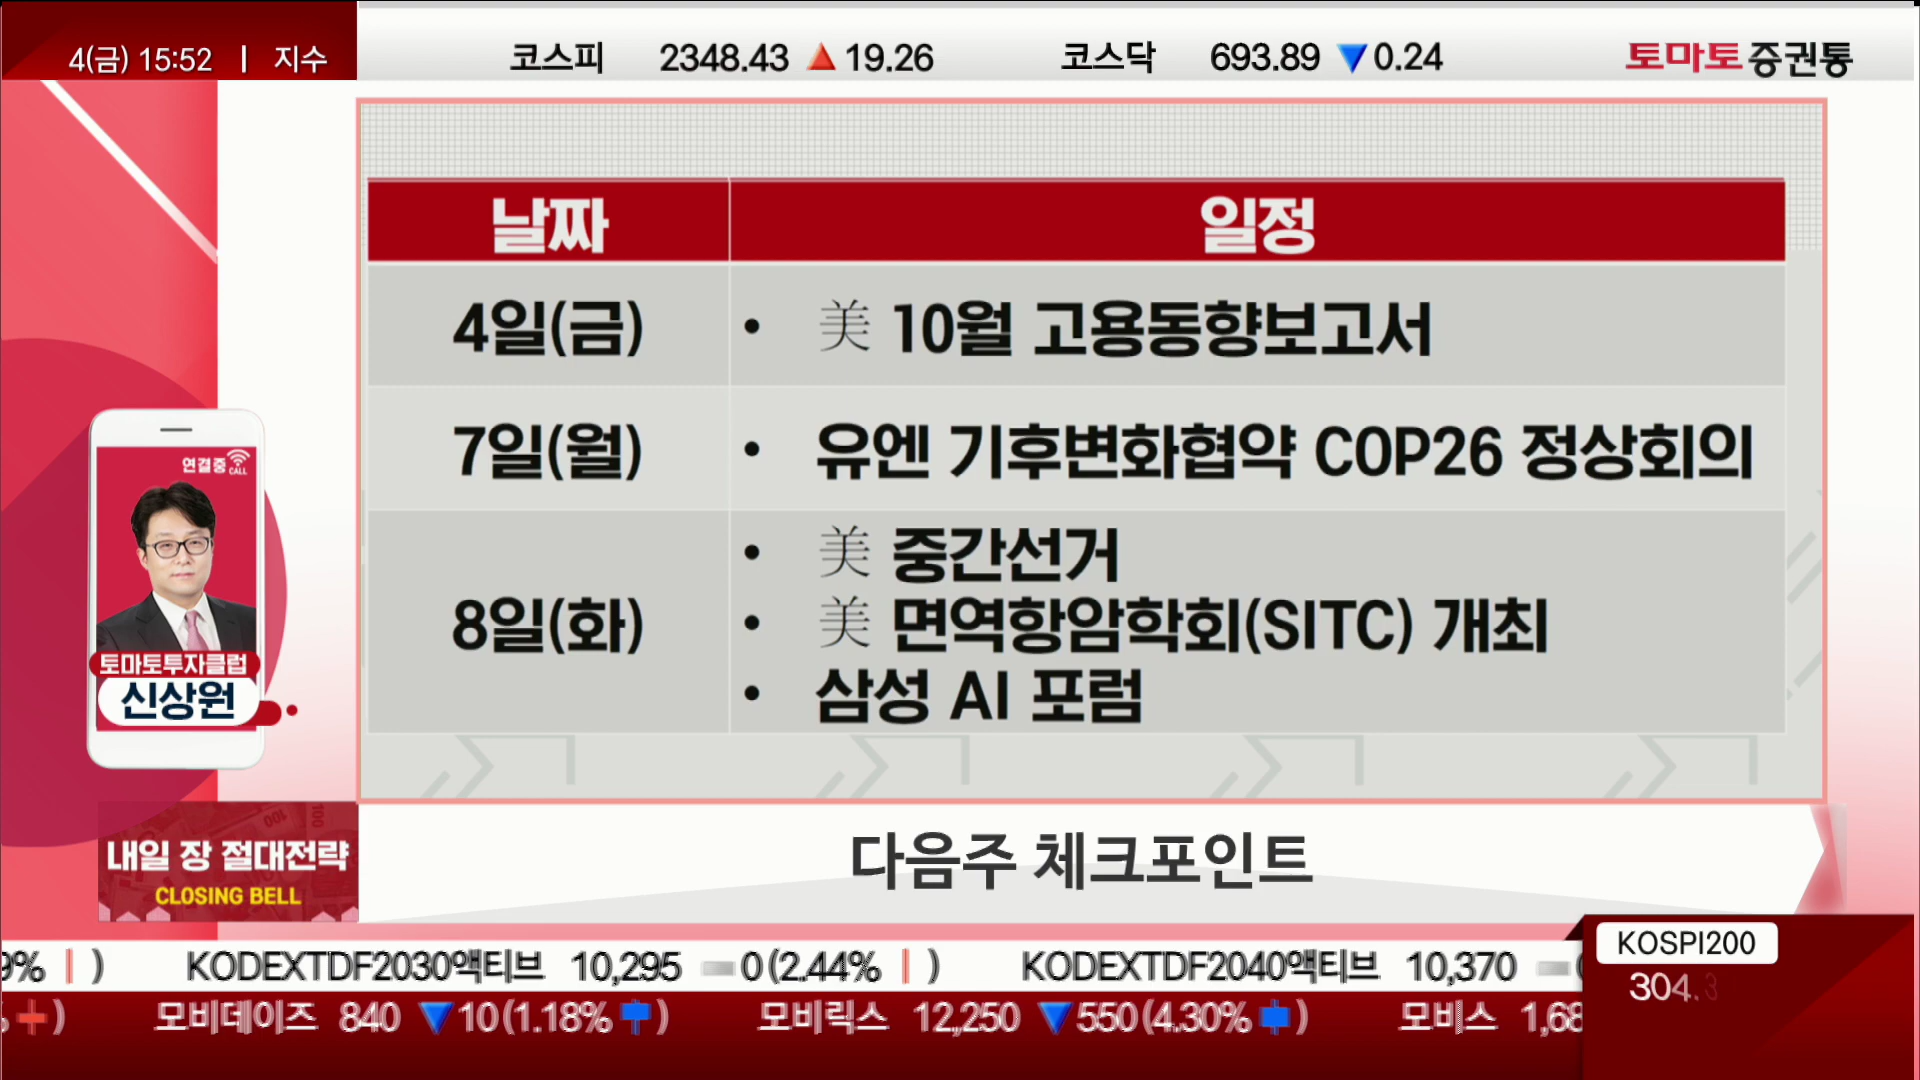 4(금) 15:52 | 지수 코스피 2348.43 ▲19.26 코스닥 693.89 ▼0.24 토마토증권통
날짜 일정
4일(금) • 美 10월 고용동향보고서
7일(월) • 유엔 기후변화협약 COP26 정상회의
8일(화)
• 美 중간선거
• 美 면역항암학회(SITC) 개최
• 삼성 AI 포럼
연결중 CALL
토마토투자클럽
신상원
내일 장 절대전략
CLOSING BELL
다음주 체크포인트
9% ) KODEXTDF2030액티브 10,295 0(2.44% ) KODEXTDF2040액티브 10,370
KOSPI200
304.3
% ) 모비데이즈 840 ▼10(1.18% ) 모비릭스 12,250 ▼550(4.30% ) 모비스 1,68